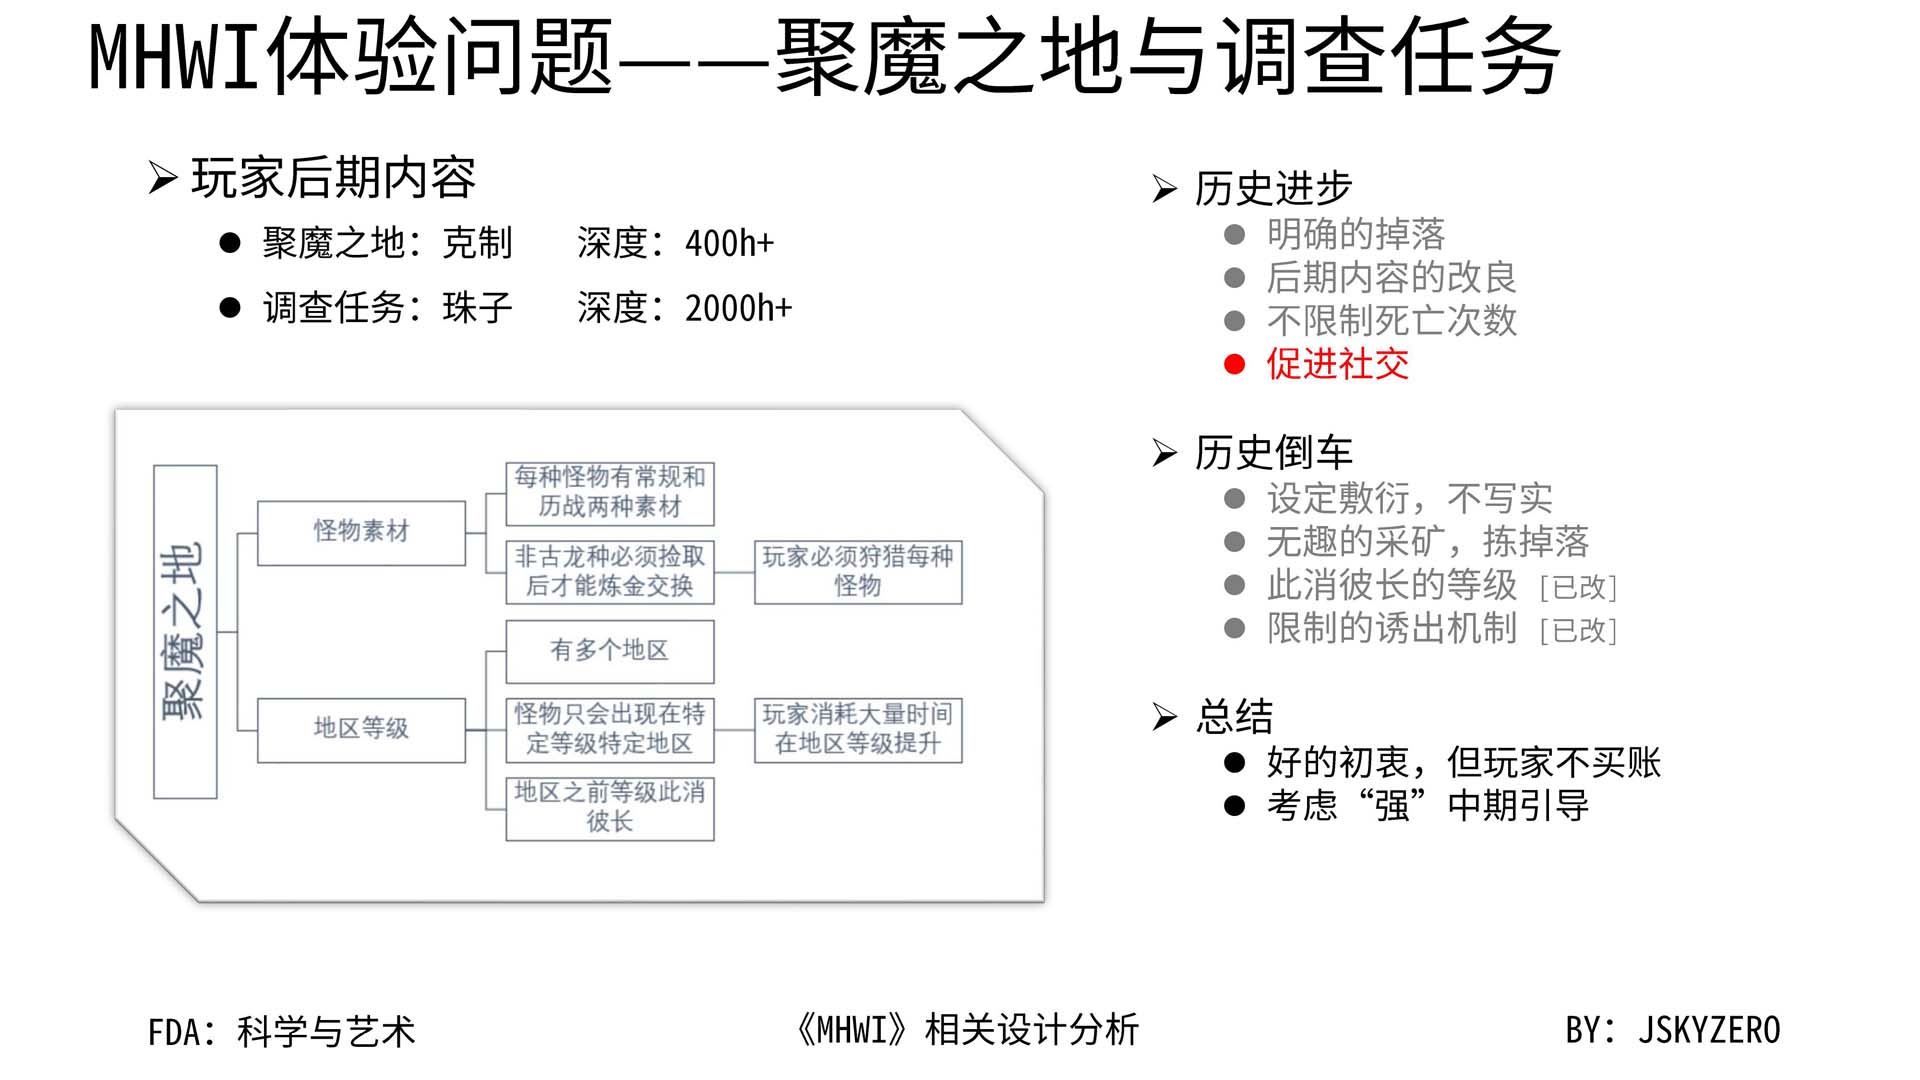 MHWI体验问题——聚魔之地与调查任务
玩家后期内容
聚魔之地：克制 深度：400h+
调查任务：珠子 深度：2000h+
聚魔之地
怪物素材
每种怪物有常规和
历战两种素材
非古龙种必须捡取
后才能炼金交换
玩家必须狩猎每种
怪物
地区等级
有多个地区
怪物只会出现在特
定等级特定地区
玩家消耗大量时间
在地区等级提升
地区之前等级此消
彼长
历史进步
明确的掉落
后期内容的改良
不限制死亡次数
促进社交
历史倒车
设定敷衍，不写实
无趣的采矿，拣掉落
此消彼长的等级 [已改]
限制的诱出机制 [已改]
总结
好的初衷，但玩家不买账
考虑“强”中期引导
FDA：科学与艺术
《MHWI》相关设计分析
BY：JSKYZERO